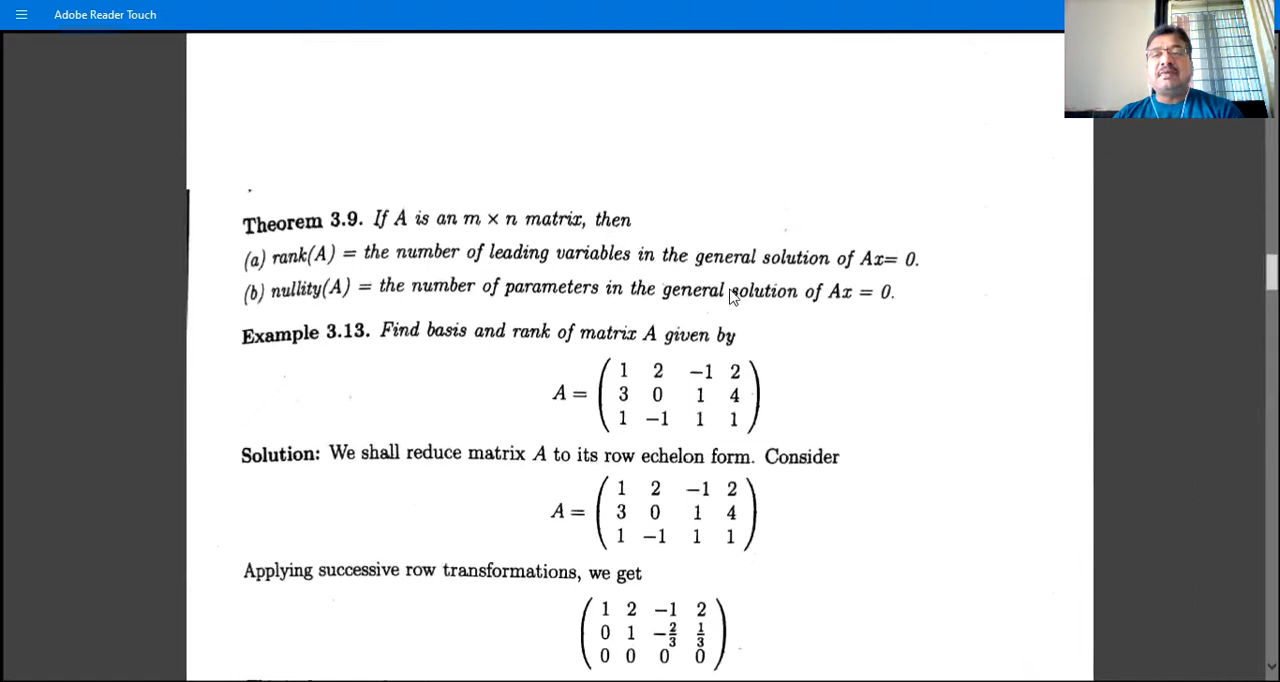 Adobe Reader Touch
Theorem 3.9. If A is an m × n matrix, then
(a) rank(A) = the number of leading variables in the general solution of Ax= 0.
(b) nullity(A) = the number of parameters in the general solution of Ax = 0.
Example 3.13. Find basis and rank of matrix A given by
A = ( 1 2 −1 2
3 0 1 4
1 −1 1 1 )
Solution: We shall reduce matrix A to its row echelon form. Consider
A = ( 1 2 −1 2
3 0 1 4
1 −1 1 1 )
Applying successive row transformations, we get
( 1 2 −1 2
0 1 −2/3 1/3
0 0 0 0 )